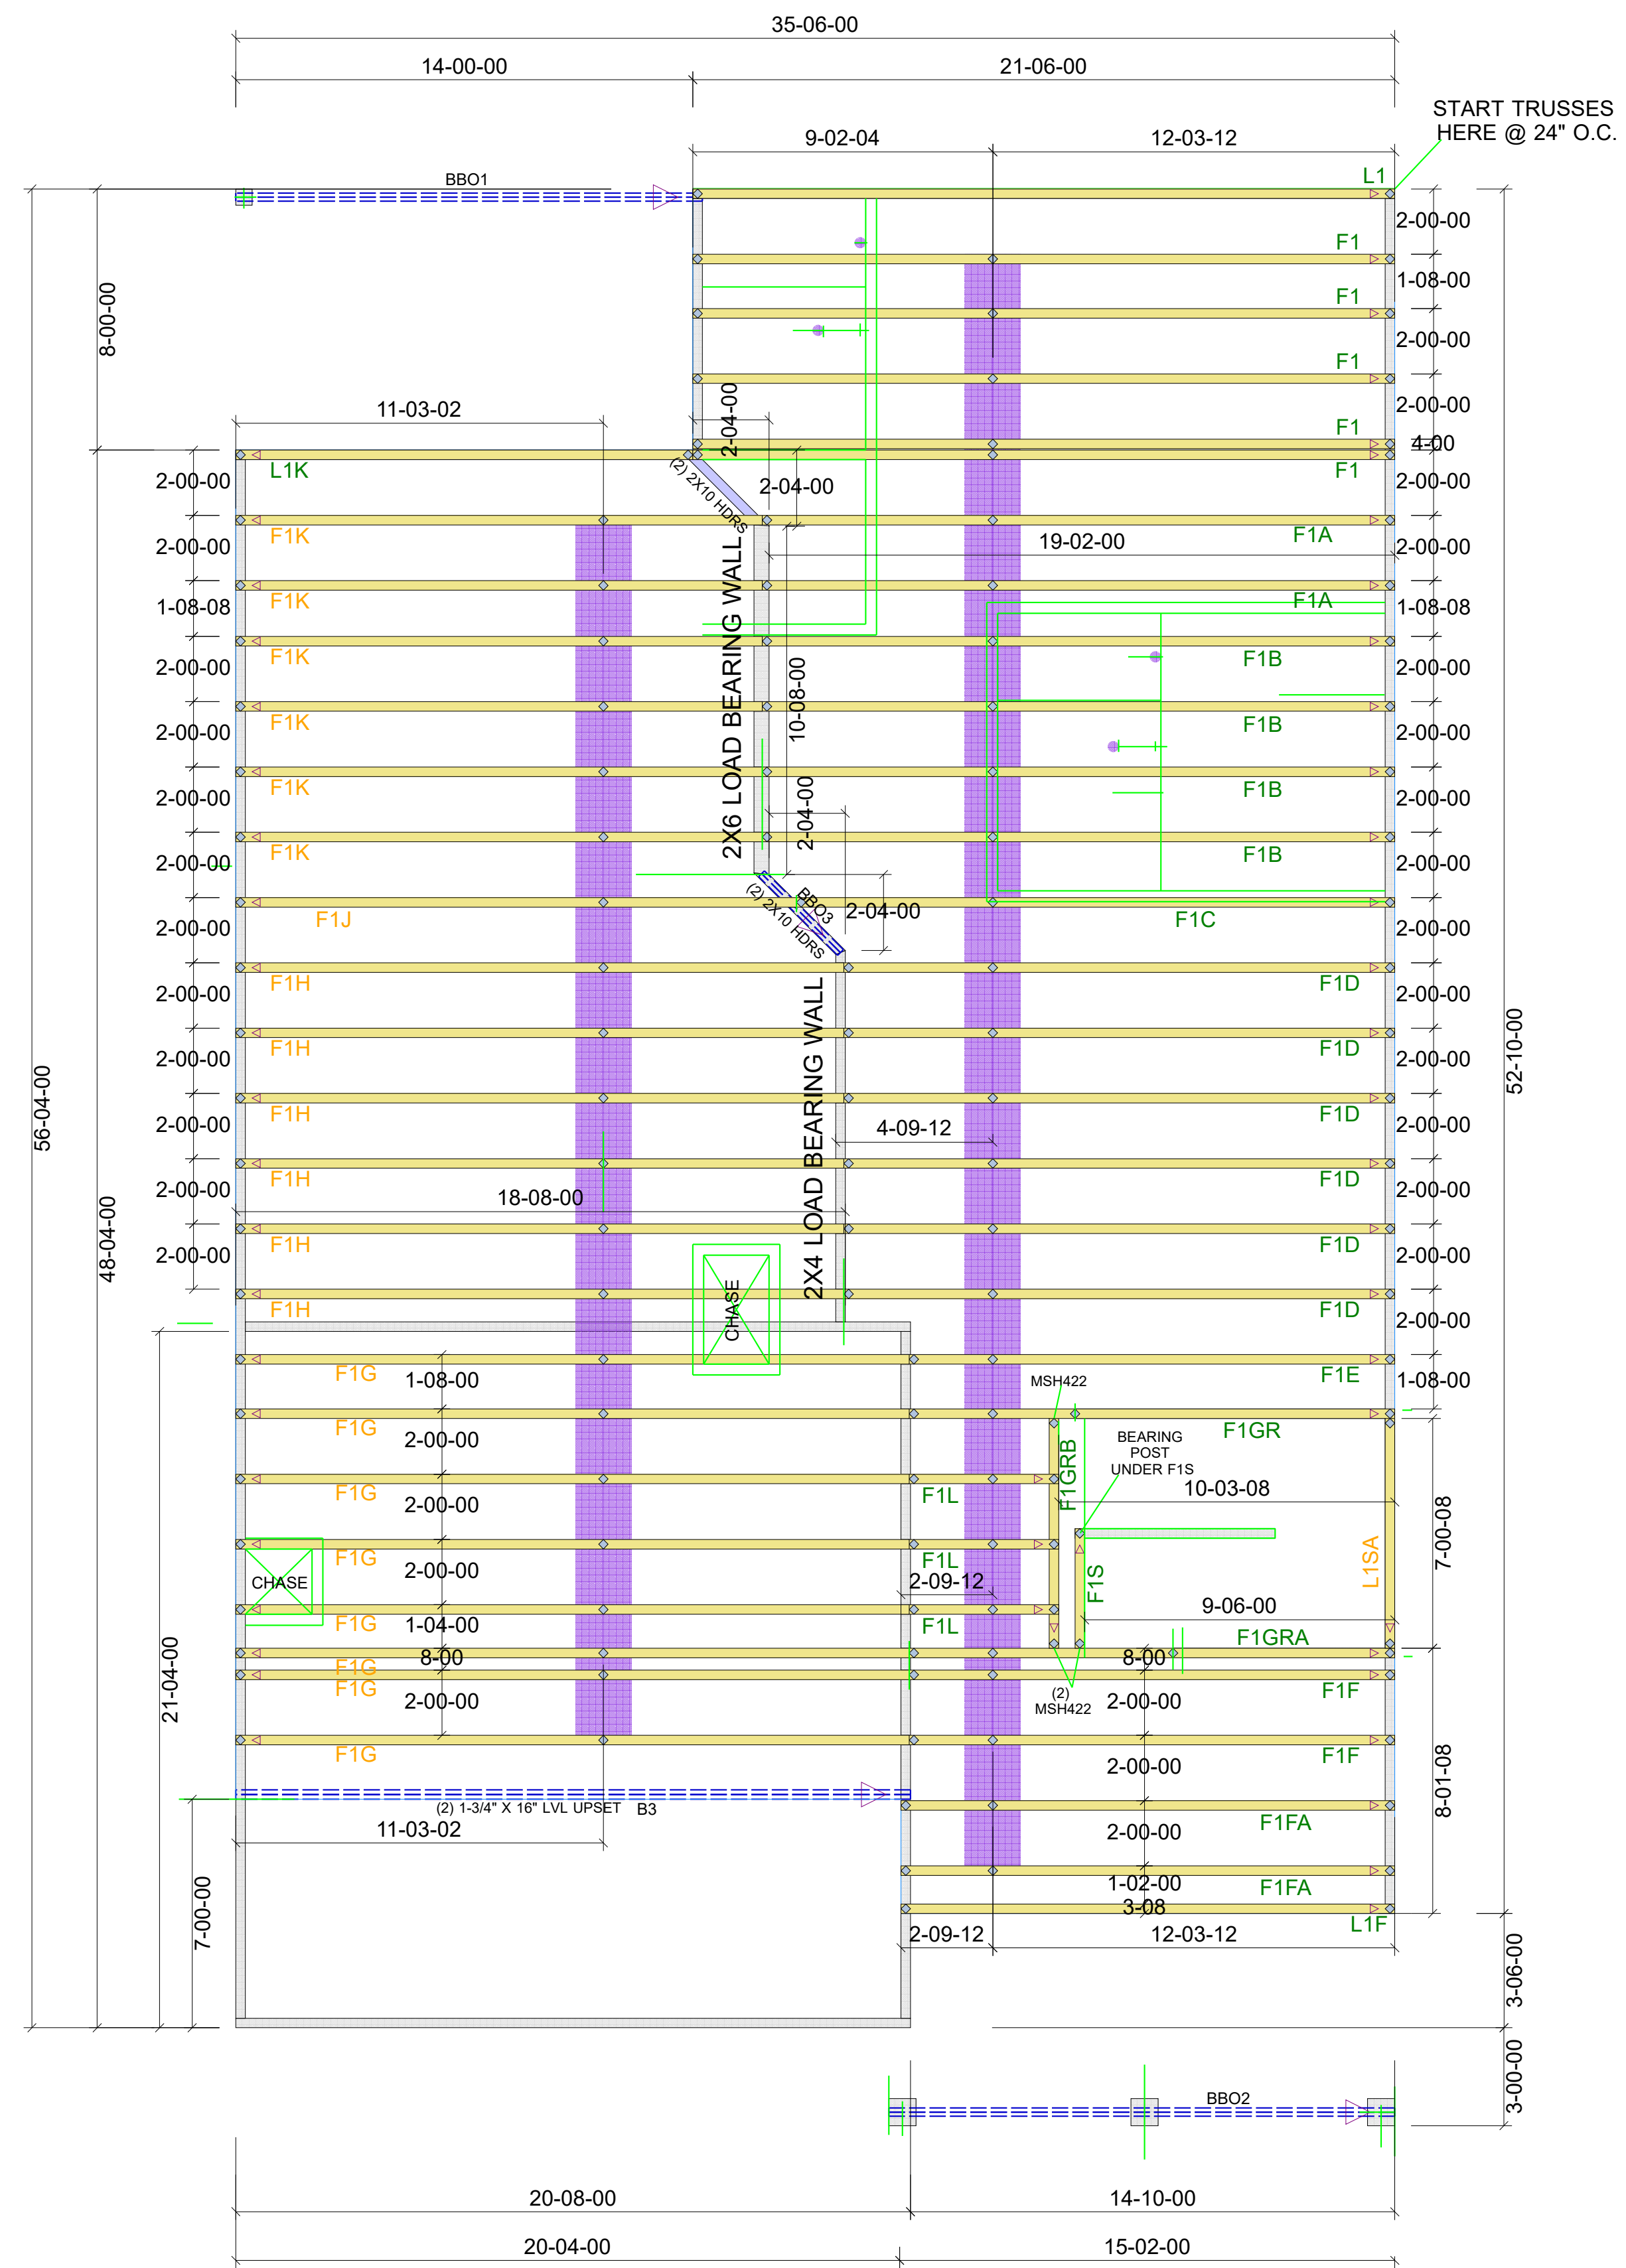 35-06-00
14-00-00
21-06-00
START TRUSSES
HERE @ 24" O.C.
9-02-04
12-03-12
BBO1
L1
2-00-00
F1
1-08-00
F1
2-00-00
F1
2-00-00
F1
4-00
F1
2-00-00
8-00-00
11-03-02
2-04-00
2-04-00
(2) 2X10 HDRS
L1K
2-00-00
F1K
2-00-00
F1K
1-08-08
F1K
2-00-00
F1K
2-00-00
F1K
2-00-00
F1K
2-00-00
F1J
2-00-00
F1H
2-00-00
F1H
2-00-00
F1H
2-00-00
F1H
2-00-00
F1H
2-00-00
F1H
F1A
19-02-00
2-00-00
F1A
1-08-08
F1B
2-00-00
F1B
2-00-00
F1B
2-00-00
F1B
2-00-00
F1C
2-00-00
F1D
2-00-00
F1D
2-00-00
F1D
2-00-00
F1D
2-00-00
F1D
2-00-00
F1D
2-00-00
F1E
1-08-00
2X6 LOAD BEARING WALL
10-08-00
2-04-00
2-04-00
BBO3
(2) 2X10 HDRS
2X4 LOAD BEARING WALL
4-09-12
18-08-00
CHASE
56-04-00
48-04-00
52-10-00
F1G
1-08-00
F1G
2-00-00
F1G
2-00-00
F1G
2-00-00
F1G
1-04-00
F1G
8-00
F1G
2-00-00
F1G
CHASE
MSH422
F1GR
BEARING
POST
UNDER F1S
F1GRB
10-03-08
F1L
F1L
2-09-12
F1L
F1S
L1SA
7-00-08
9-06-00
F1GRA
8-00
(2)
MSH422
F1F
2-00-00
F1F
2-00-00
F1FA
2-00-00
F1FA
1-02-00
3-08
L1F
8-01-08
21-04-00
(2) 1-3/4" X 16" LVL UPSET
B3
11-03-02
7-00-00
2-09-12
12-03-12
3-06-00
3-00-00
BBO2
20-08-00
14-10-00
20-04-00
15-02-00